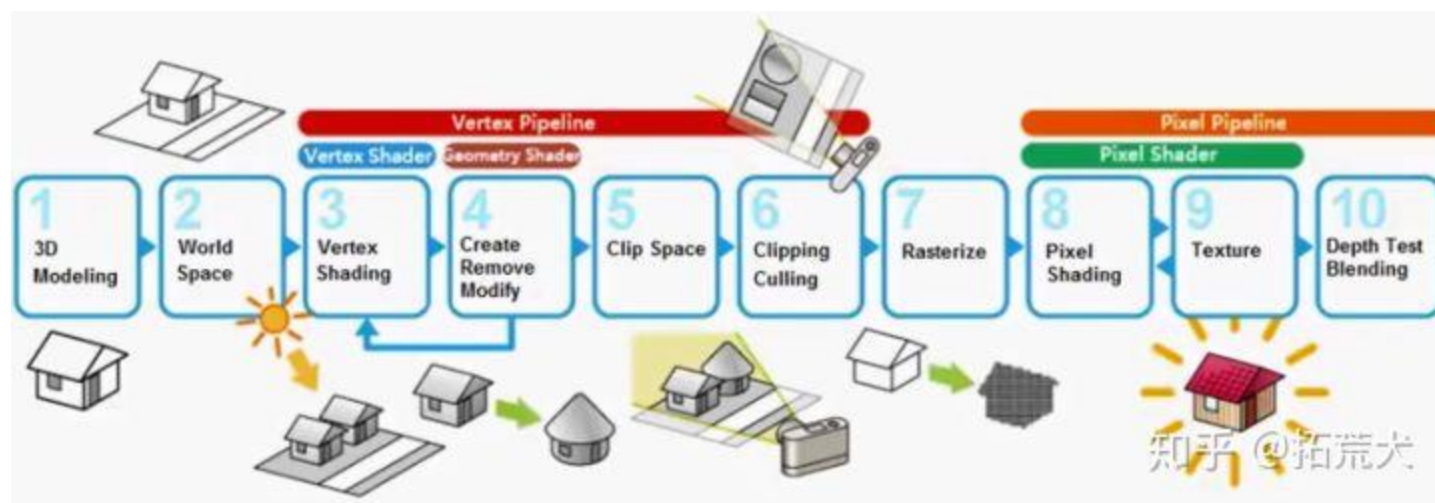 Vertex Pipeline
Pixel Pipeline
Vertex Shader
Geometry Shader
Pixel Shader
1
3D
Modeling
2
World
Space
3
Vertex
Shading
4
Create
Remove
Modify
5
Clip Space
6
Clipping
Culling
7
Rasterize
8
Pixel
Shading
9
Texture
10
Depth Test
Blending
知乎 @拓荒犬